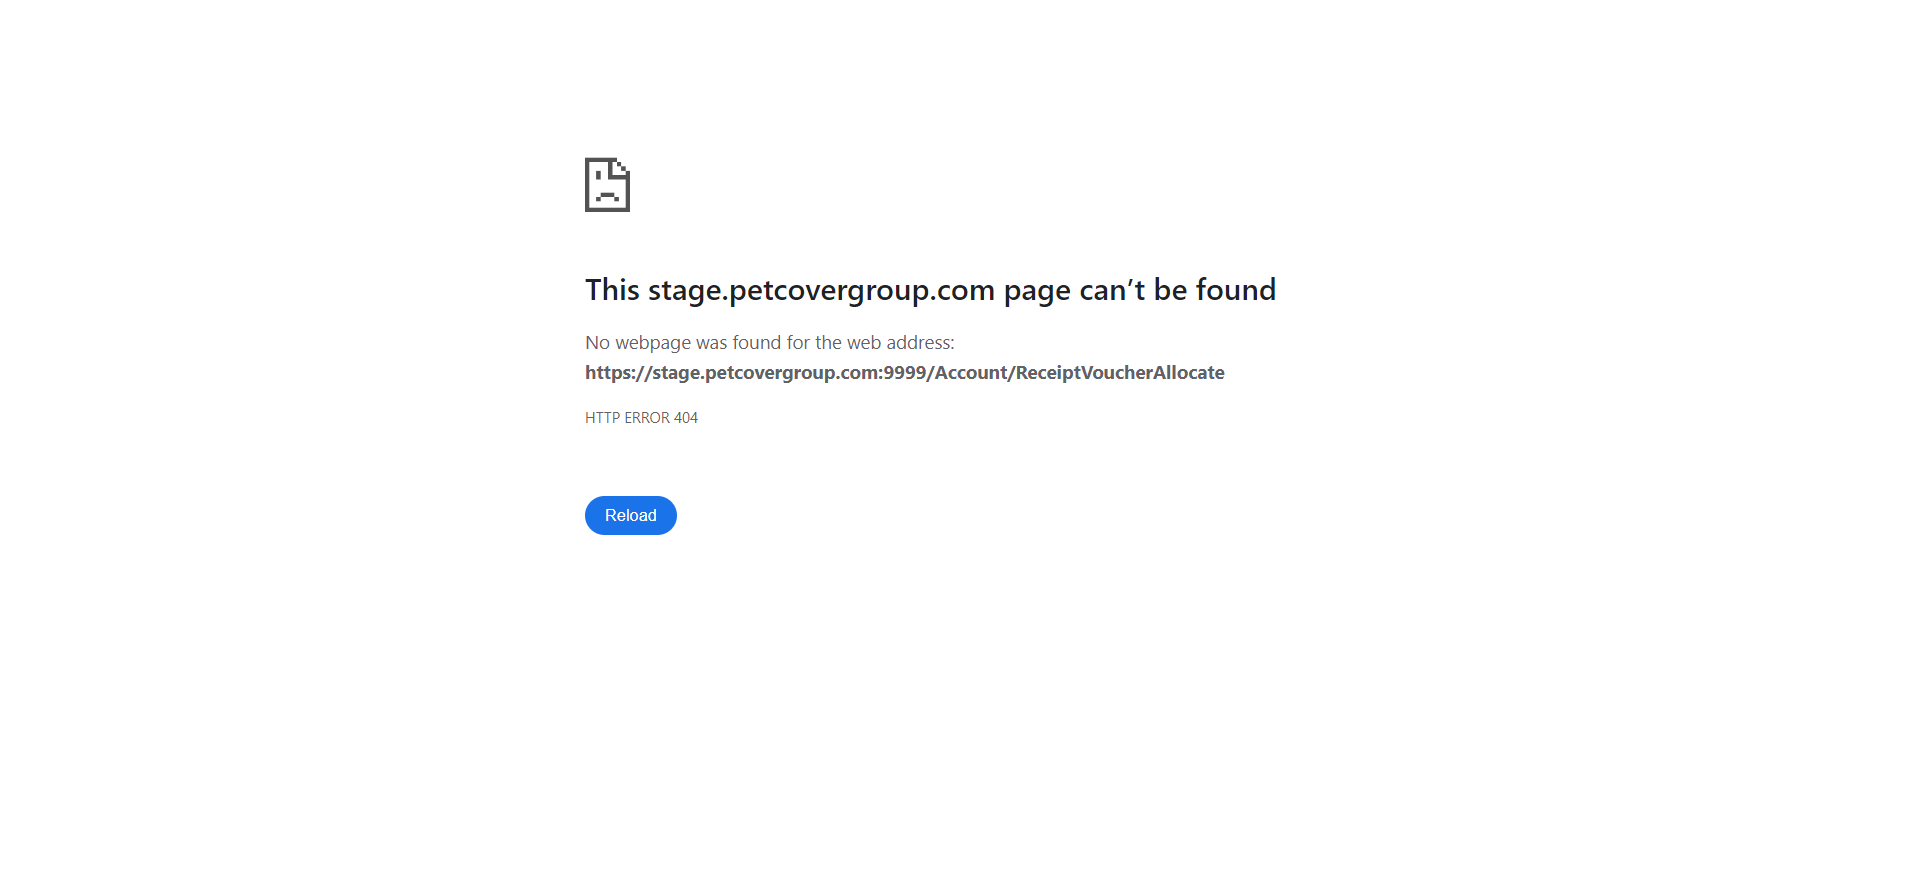 This stage.petcovergroup.com page can’t be found
No webpage was found for the web address:
https://stage.petcovergroup.com:9999/Account/ReceiptVoucherAllocate
HTTP ERROR 404
Reload